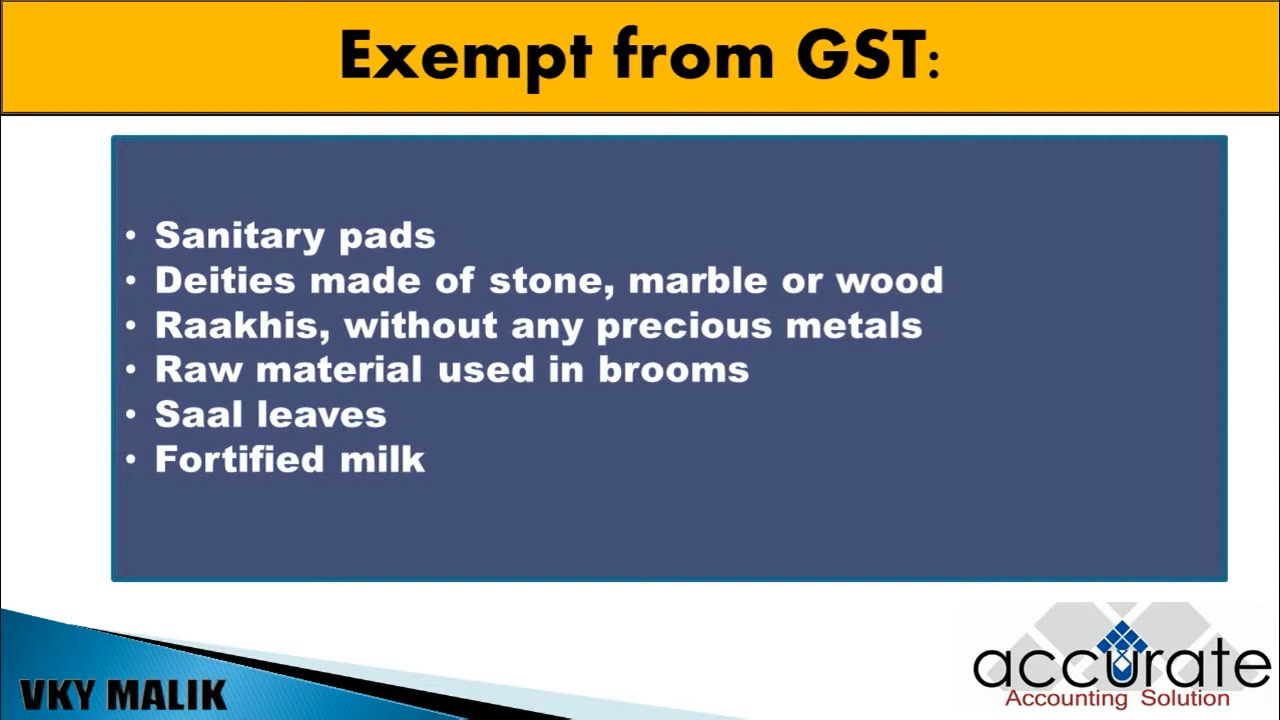 Exempt from GST:
• Sanitary pads
• Deities made of stone, marble or wood
• Raakhis, without any precious metals
• Raw material used in brooms
• Saal leaves
• Fortified milk
VKY MALIK
accurate
Accounting Solution